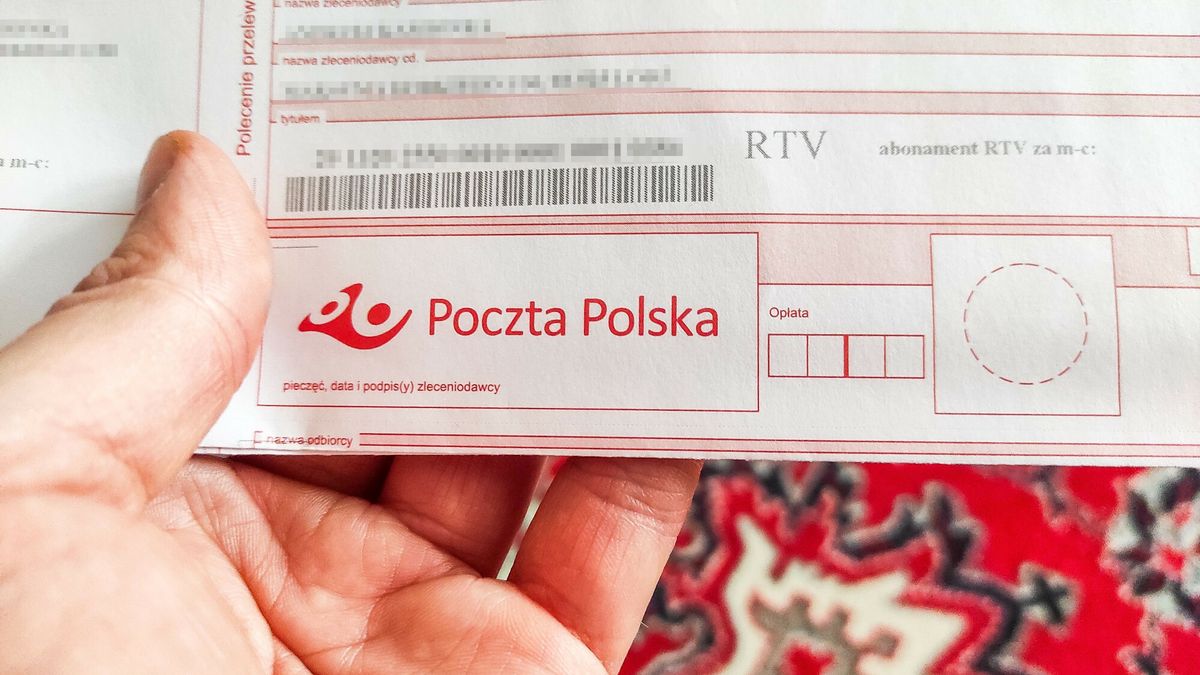 nazwa zleceniodawcy
nazwa zleceniodawcy cd.
Polecenie przelew
tytułem
RTV
abonament RTV za m-c:
m-c:
Poczta Polska
Opłata
pieczęć, data i podpis(y) zleceniodawcy
nazwa odbiorcy